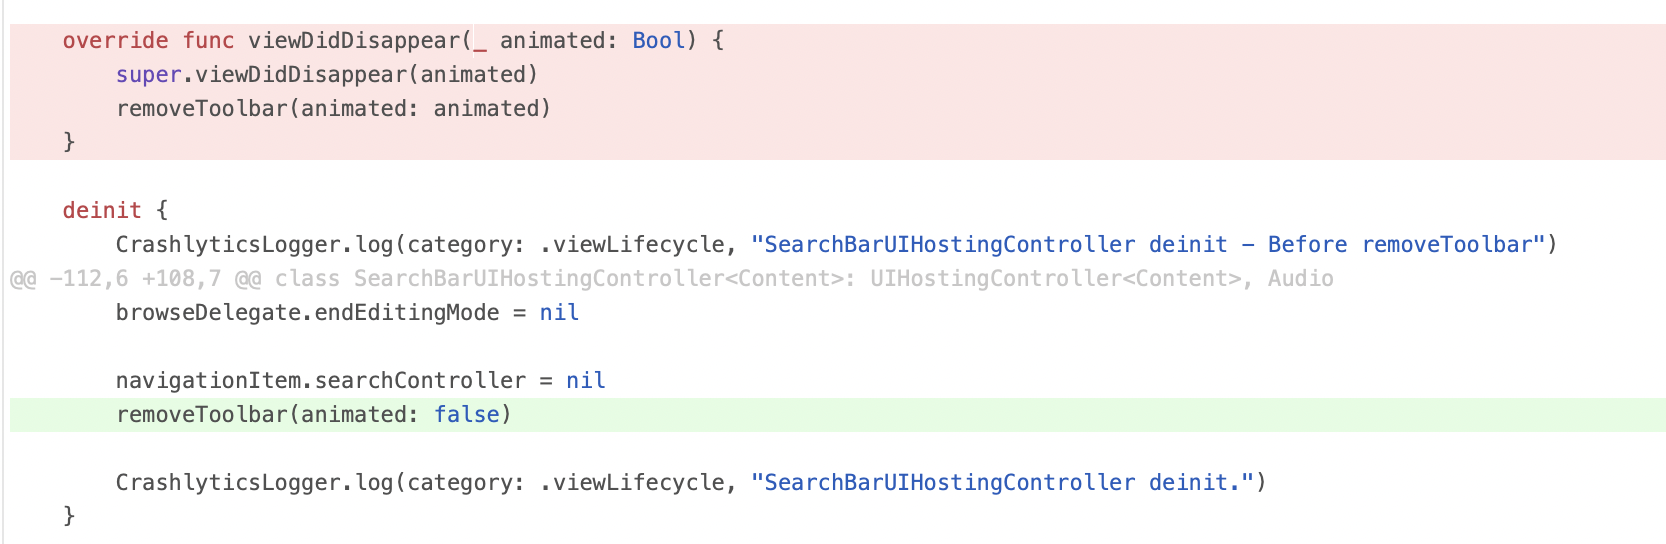 override func viewDidDisappear(_ animated: Bool) {
super.viewDidDisappear(animated)
removeToolbar(animated: animated)
}
deinit {
CrashlyticsLogger.log(category: .viewLifecycle, "SearchBarUIHostingController deinit – Before removeToolbar")
@@ -112,6 +108,7 @@ class SearchBarUIHostingController<Content>: UIHostingController<Content>, Audio
browseDelegate.endEditingMode = nil
navigationItem.searchController = nil
removeToolbar(animated: false)
CrashlyticsLogger.log(category: .viewLifecycle, "SearchBarUIHostingController deinit.")
}